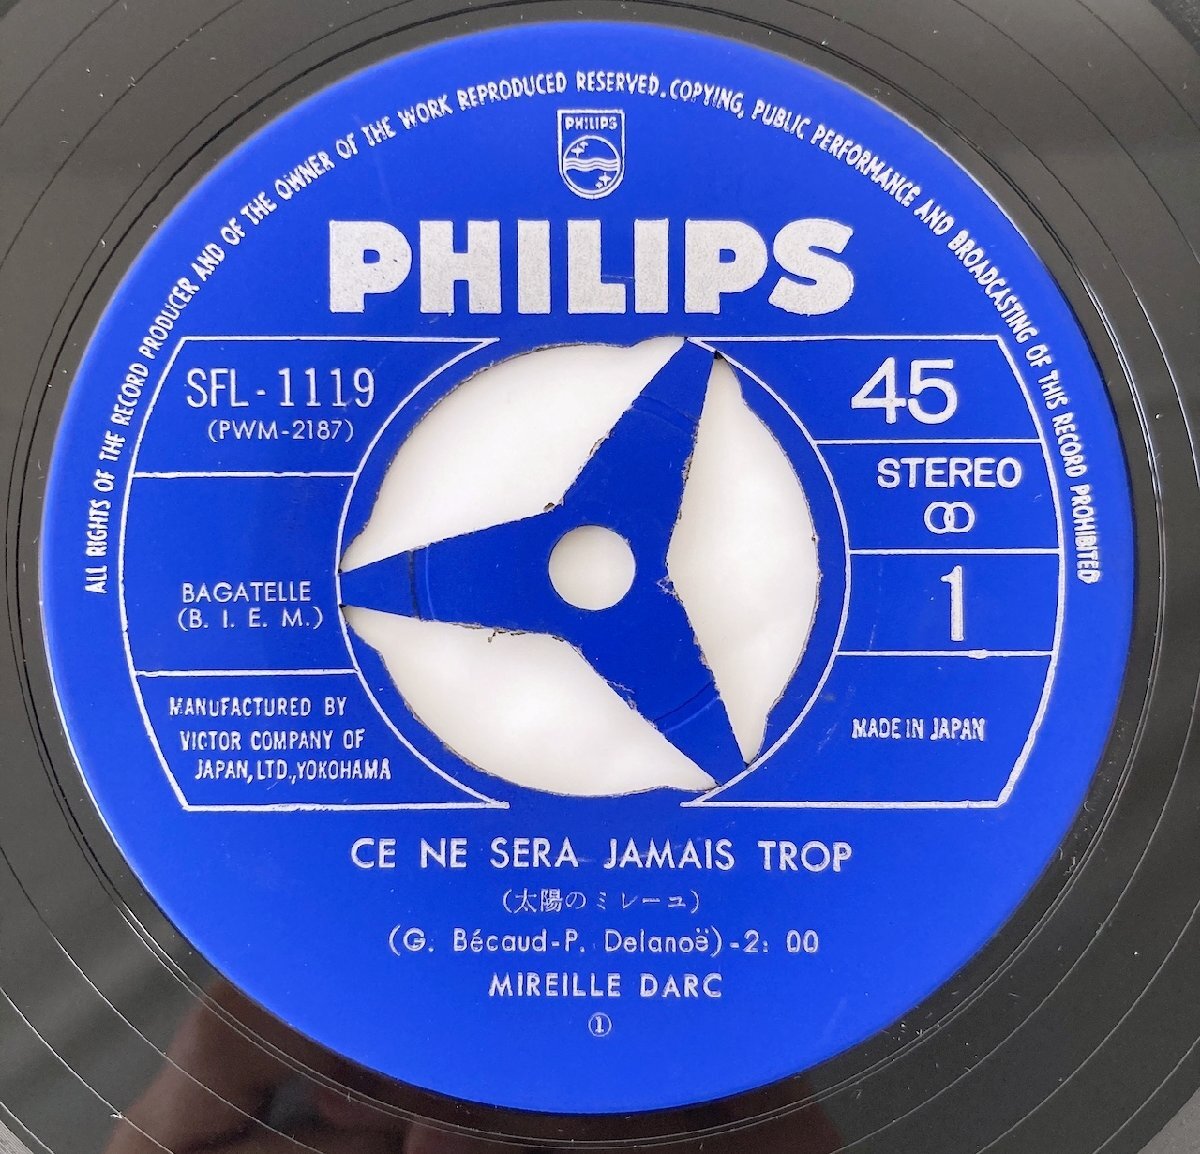 ALL RIGHTS OF THE RECORD PRODUCER AND OF THE OWNER OF THE WORK REPRODUCED RESERVED. COPYING, PUBLIC PERFORMANCE AND BROADCASTING OF THIS RECORD PROHIBITED
PHILIPS
PHILIPS
SFL-1119
(PWM-2187)
45
STEREO
1
BAGATELLE
(B. I. E. M.)
MANUFACTURED BY
VICTOR COMPANY OF
JAPAN, LTD., YOKOHAMA
MADE IN JAPAN
CE NE SERA JAMAIS TROP
(太陽のミレーユ)
(G. Bécaud-P. Delanoë)-2: 00
MIREILLE DARC
①